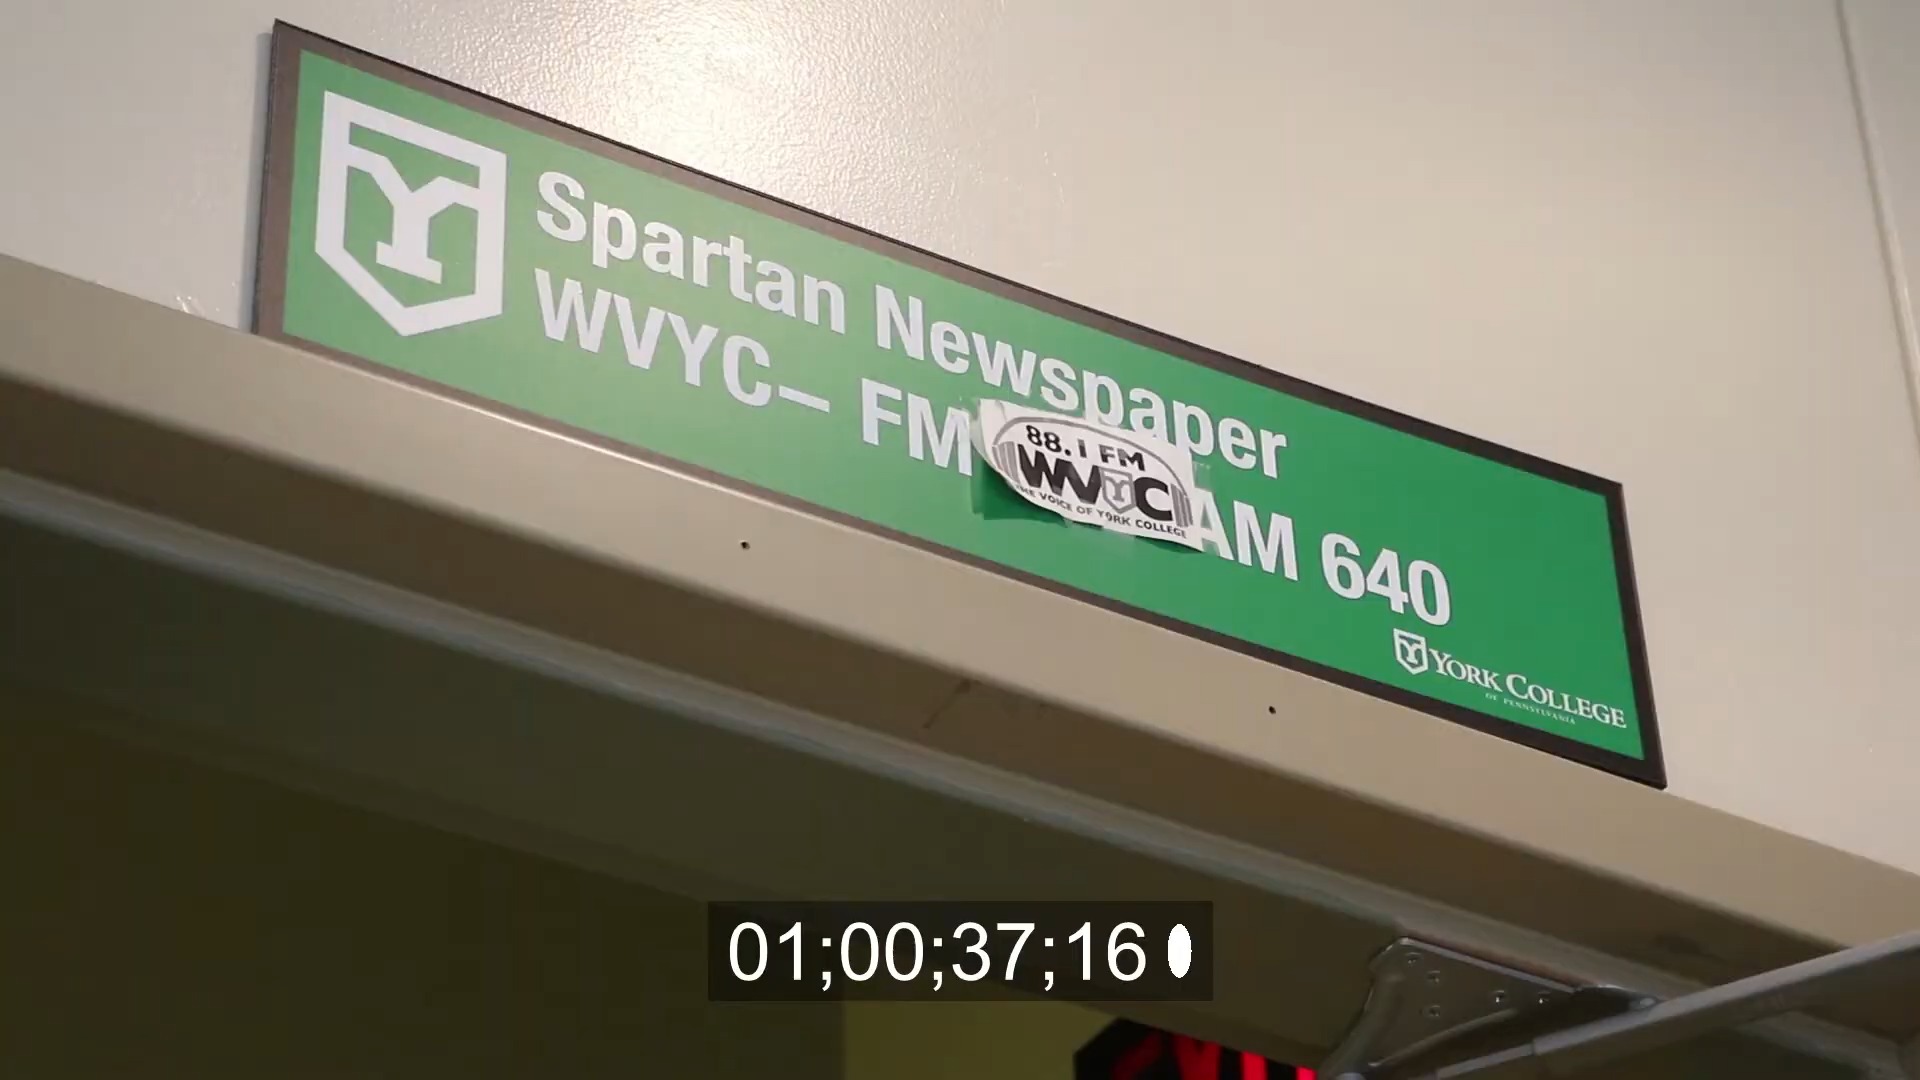 Spartan Newspaper
WVYC– FM AM 640
88.1 FM
WVYC
THE VOICE OF YORK COLLEGE
YORK COLLEGE
OF PENNSYLVANIA
01;00;37;16